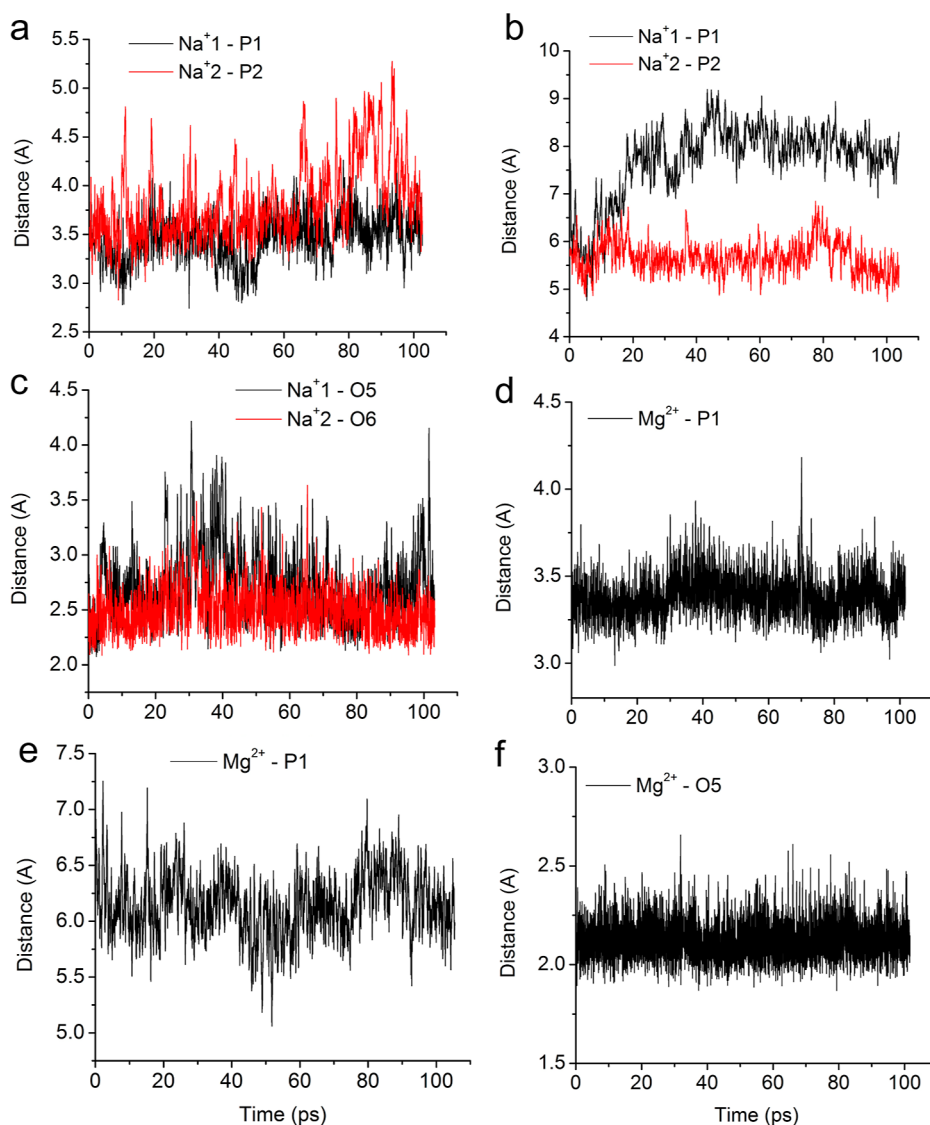 a
Na+1 - P1
Na+2 - P2
Distance (A)
5.5
5.0
4.5
4.0
3.5
3.0
2.5
0 20 40 60 80 100
b
Na+1 - P1
Na+2 - P2
Distance (A)
10
9
8
7
6
5
4
0 20 40 60 80 100
c
Na+1 - O5
Na+2 - O6
Distance (A)
4.5
4.0
3.5
3.0
2.5
2.0
0 20 40 60 80 100
d
Mg2+ - P1
Distance (A)
4.5
4.0
3.5
3.0
0 20 40 60 80 100
e
Mg2+ - P1
Distance (A)
7.5
7.0
6.5
6.0
5.5
5.0
0 20 40 60 80 100
Time (ps)
f
Mg2+ - O5
Distance (A)
3.0
2.5
2.0
1.5
0 20 40 60 80 100
Time (ps)